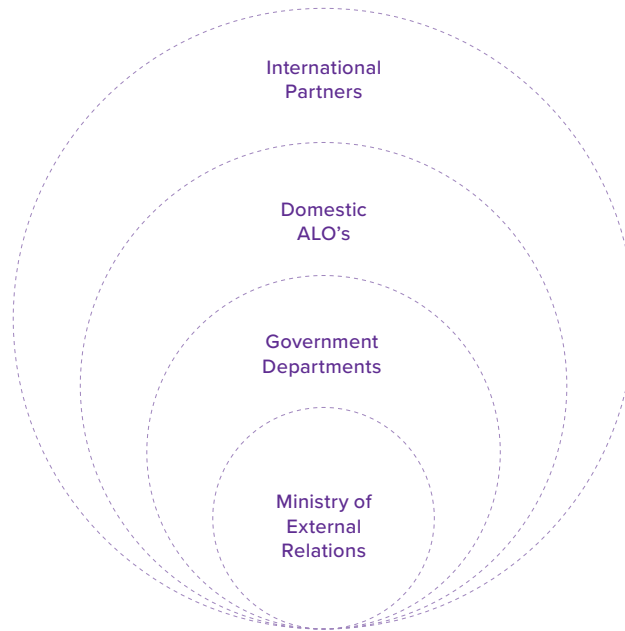 International
Partners
Domestic
ALO’s
Government
Departments
Ministry of
External
Relations